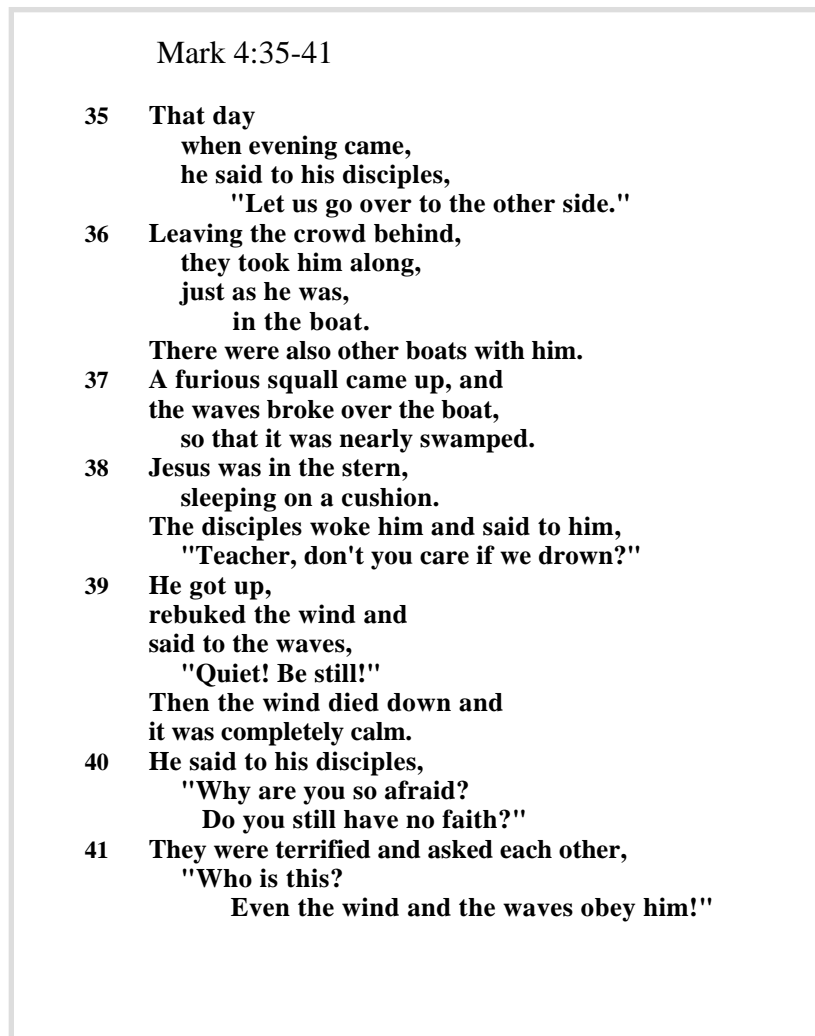 Mark 4:35-41
35 That day
when evening came,
he said to his disciples,
"Let us go over to the other side."
36 Leaving the crowd behind,
they took him along,
just as he was,
in the boat.
There were also other boats with him.
37 A furious squall came up, and
the waves broke over the boat,
so that it was nearly swamped.
38 Jesus was in the stern,
sleeping on a cushion.
The disciples woke him and said to him,
"Teacher, don't you care if we drown?"
39 He got up,
rebuked the wind and
said to the waves,
"Quiet! Be still!"
Then the wind died down and
it was completely calm.
40 He said to his disciples,
"Why are you so afraid?
Do you still have no faith?"
41 They were terrified and asked each other,
"Who is this?
Even the wind and the waves obey him!"